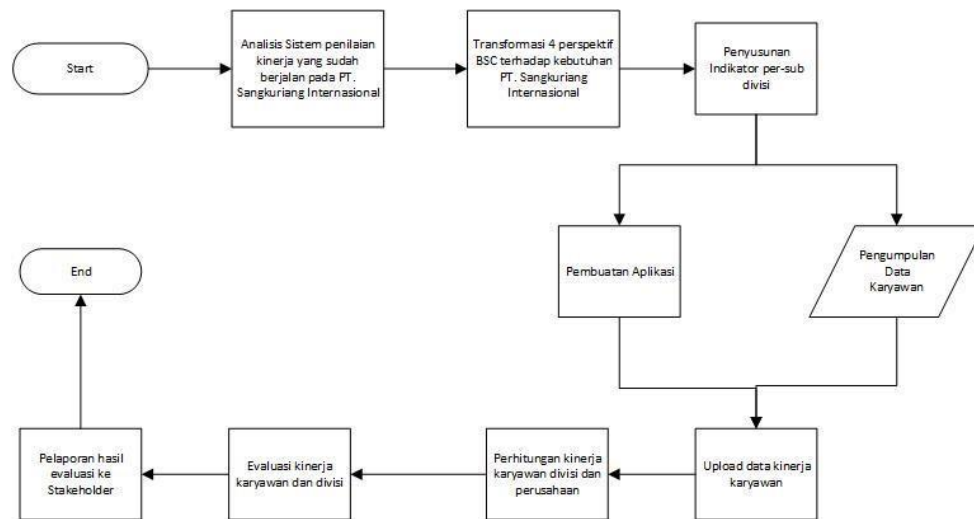 Start
Analisis Sistem penilaian
kinerja yang sudah
berjalan pada PT.
Sangkuriang Internasional
Transformasi 4 perspektif
BSC terhadap kebutuhan
PT. Sangkuriang
Internasional
Penyusunan
Indikator per-sub
divisi
Pembuatan Aplikasi
Pengumpulan
Data
Karyawan
End
Pelaporan hasil
evaluasi ke
Stakeholder
Evaluasi kinerja
karyawan dan divisi
Perhitungan kinerja
karyawan divisi dan
perusahaan
Upload data kinerja
karyawan